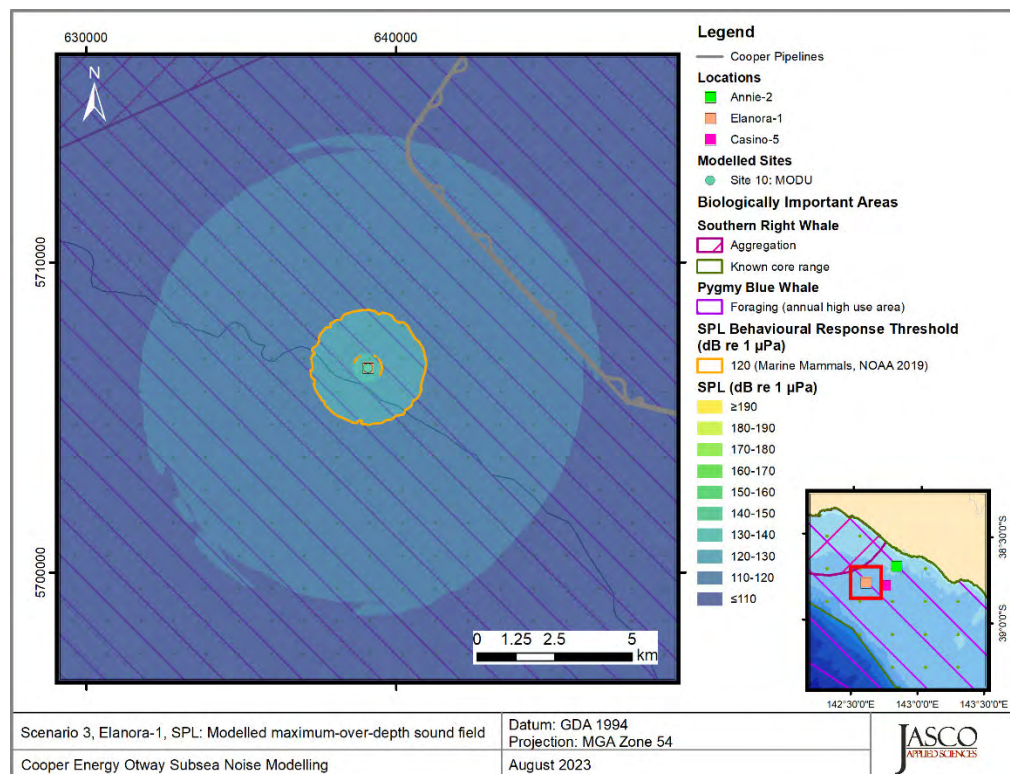 630000
640000
N
5710000
5700000
0 1.25 2.5 5
km
Legend
Cooper Pipelines
Locations
Annie-2
Elanora-1
Casino-5
Modelled Sites
Site 10: MODU
Biologically Important Areas
Southern Right Whale
Aggregation
Known core range
Pygmy Blue Whale
Foraging (annual high use area)
SPL Behavioural Response Threshold
(dB re 1 µPa)
120 (Marine Mammals, NOAA 2019)
SPL (dB re 1 µPa)
≥190
180-190
170-180
160-170
150-160
140-150
130-140
120-130
110-120
≤110
38°30'0"S
39°0'0"S
142°30'0"E 143°0'0"E 143°30'0"E
Scenario 3, Elanora-1, SPL: Modelled maximum-over-depth sound field
Datum: GDA 1994
Projection: MGA Zone 54
Cooper Energy Otway Subsea Noise Modelling
August 2023
JASCO
APPLIED SCIENCES